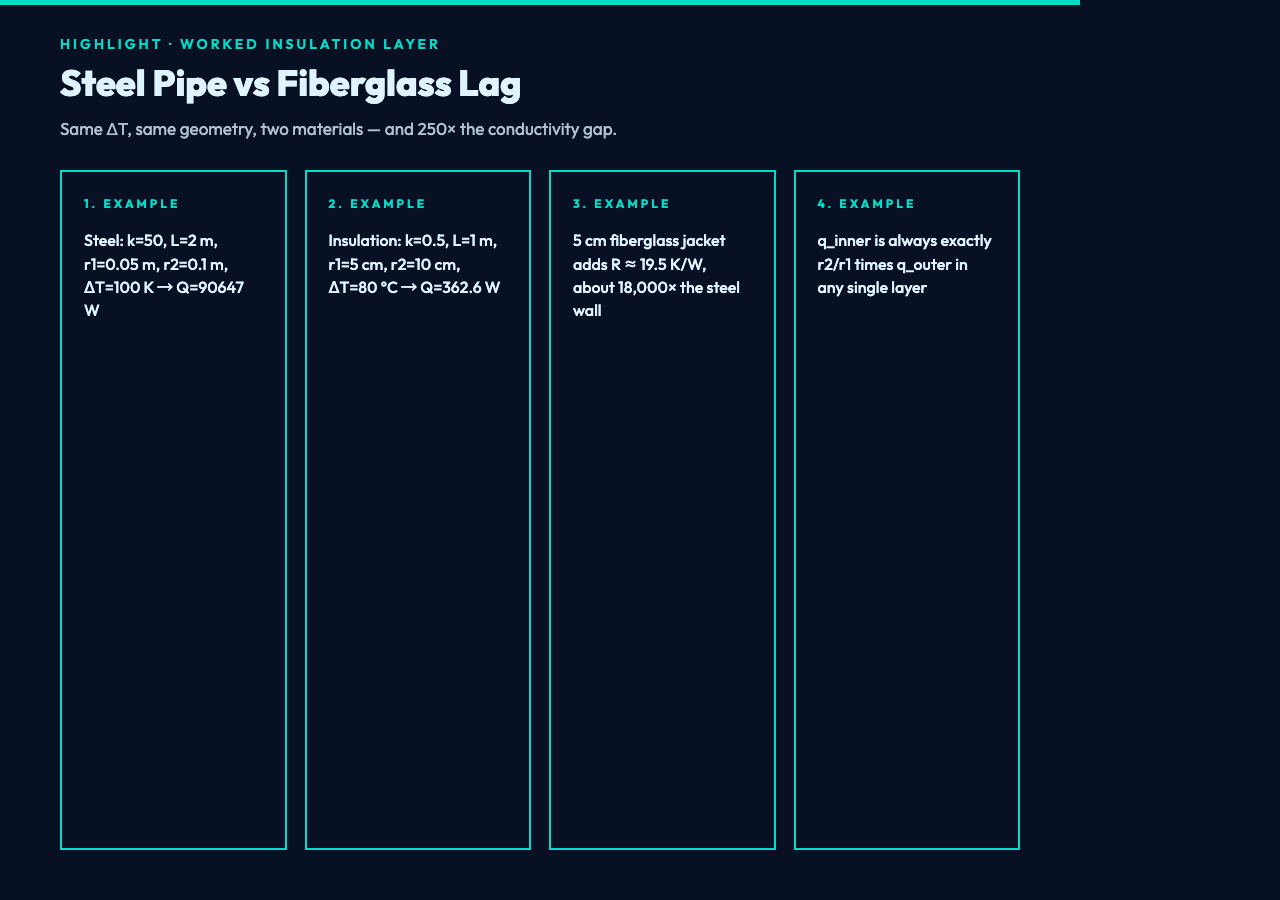 HIGHLIGHT · WORKED INSULATION LAYER
Steel Pipe vs Fiberglass Lag
Same ΔT, same geometry, two materials — and 250× the conductivity gap.
1. EXAMPLE
Steel: k=50, L=2 m,
r1=0.05 m, r2=0.1 m,
ΔT=100 K → Q=90647
W
2. EXAMPLE
Insulation: k=0.5, L=1 m,
r1=5 cm, r2=10 cm,
ΔT=80 °C → Q=362.6 W
3. EXAMPLE
5 cm fiberglass jacket
adds R ≈ 19.5 K/W,
about 18,000× the steel
wall
4. EXAMPLE
q_inner is always exactly
r2/r1 times q_outer in
any single layer